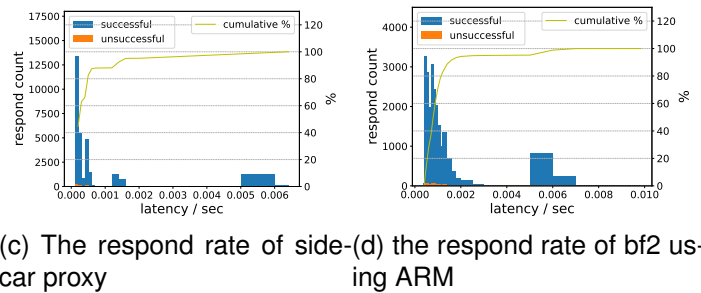 17500
15000
12500
10000
7500
5000
2500
0
respond count
successful
unsuccessful
cumulative %
120
100
80
60
40
20
0
%
0.000 0.001 0.002 0.003 0.004 0.005 0.006
latency / sec
4000
3000
2000
1000
0
respond count
successful
unsuccessful
cumulative %
120
100
80
60
40
20
0
%
0.000 0.002 0.004 0.006 0.008 0.010
latency / sec
(c) The respond rate of side-
car proxy
(d) the respond rate of bf2 us-
ing ARM